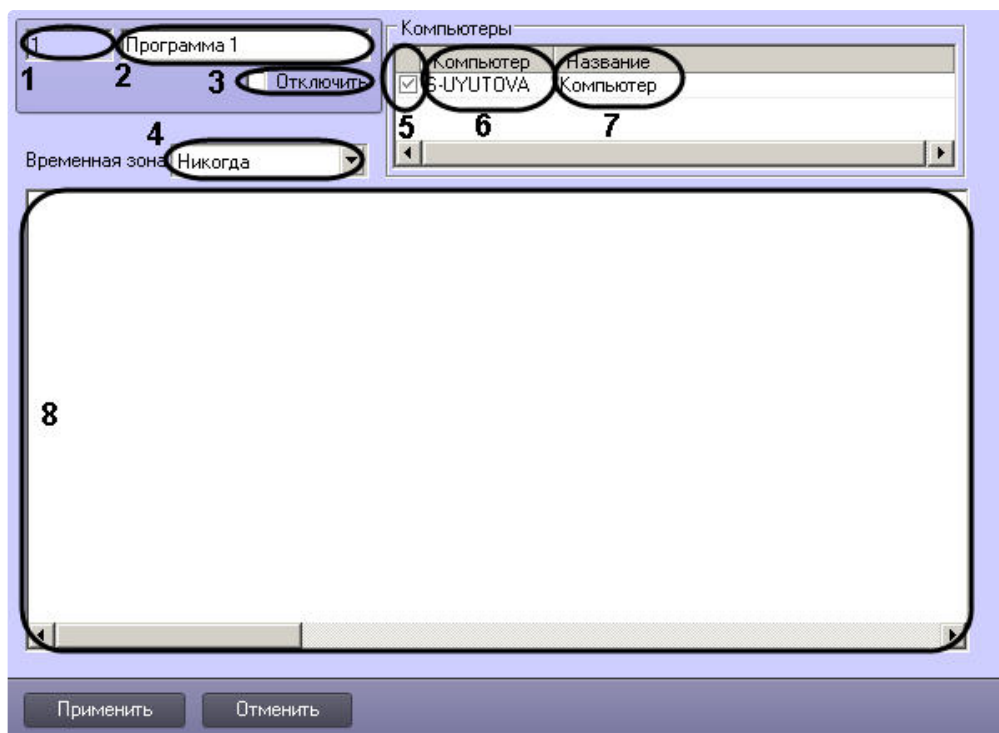 1 Программа 1
1 2 3 Отключить
Компьютеры
Компьютер Название
S-UYUTOVA Компьютер
5 6 7
4
Временная зона Никогда
8
Применить Отменить